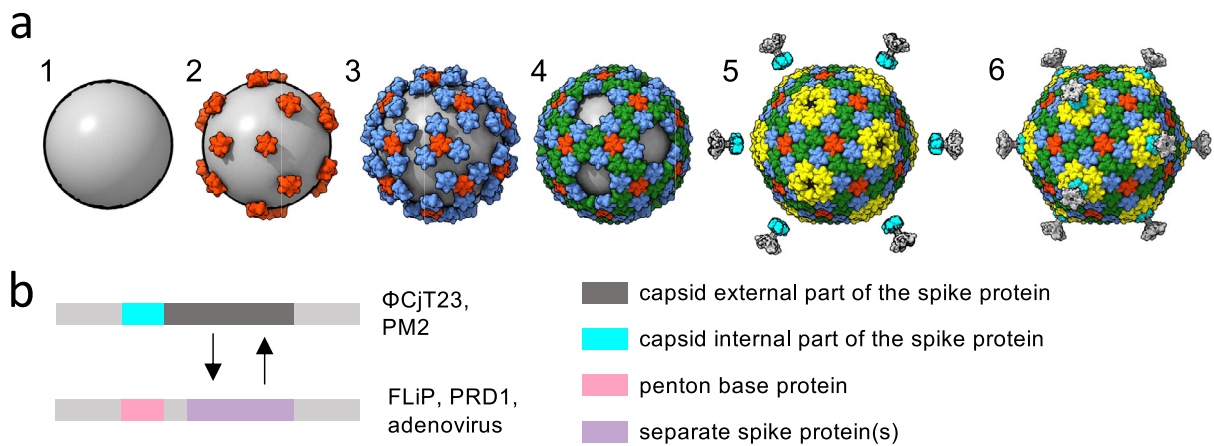 a
1
2
3
4
5
6
b
ΦCjT23,
PM2
FLiP, PRD1,
adenovirus
capsid external part of the spike protein
capsid internal part of the spike protein
penton base protein
separate spike protein(s)